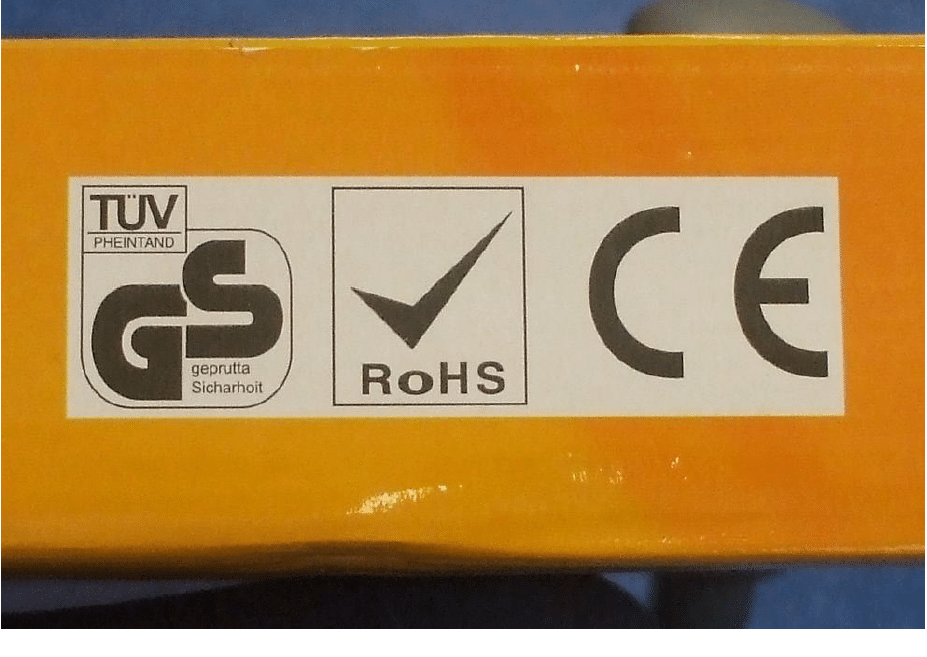 TÜV
PHEINTAND
GS
geprutta
Sicharhoit
RoHS
CE